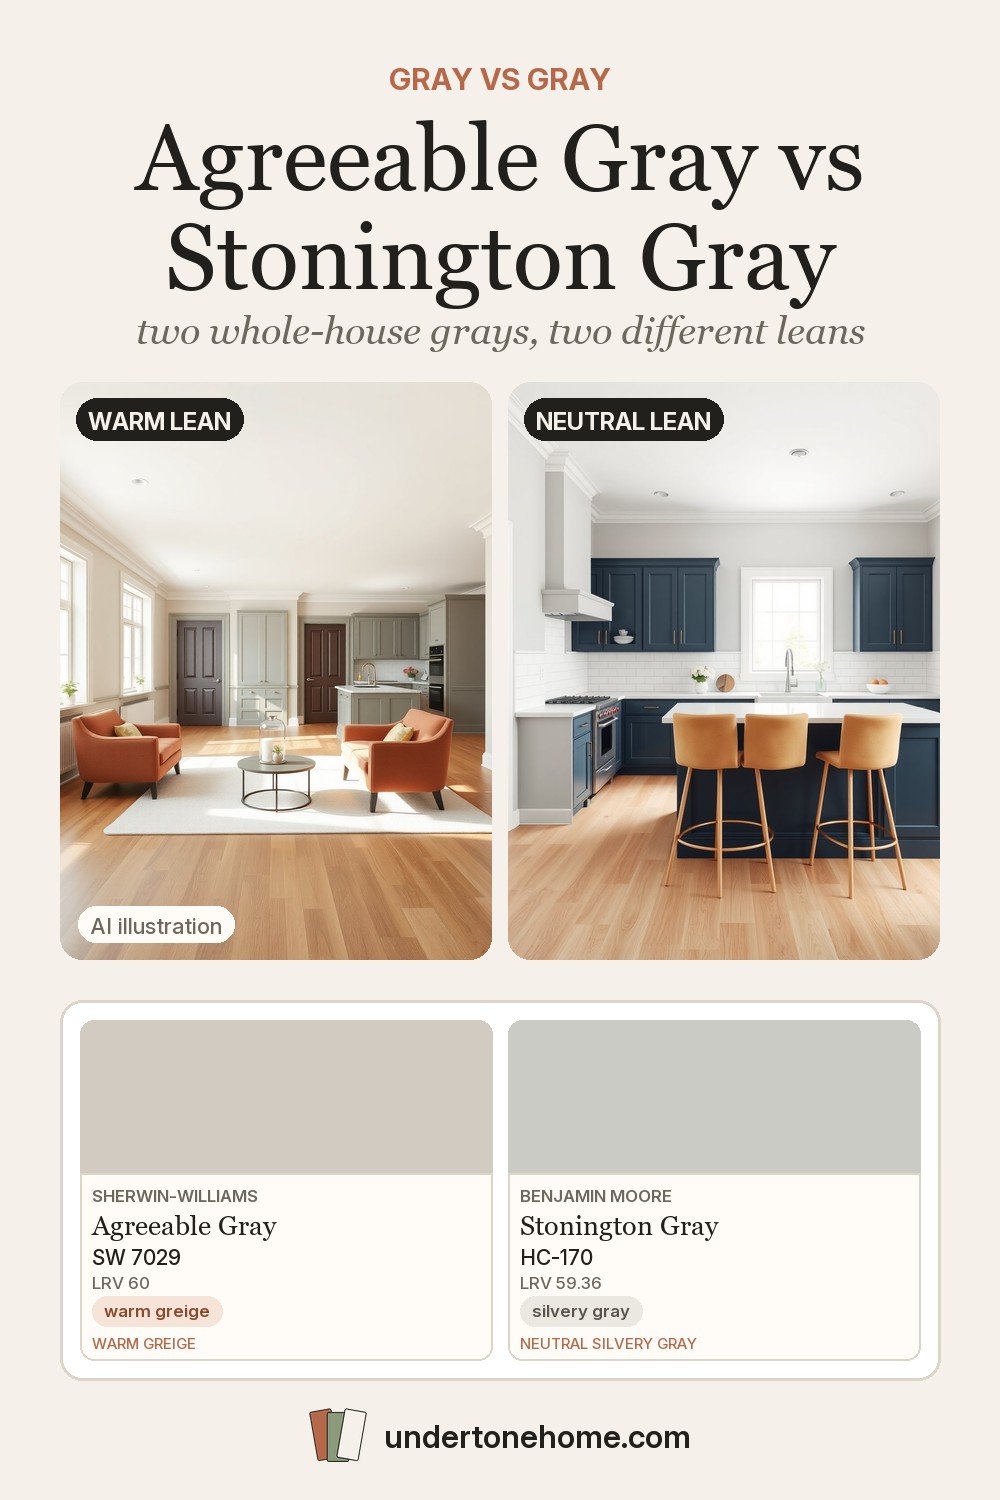 GRAY VS GRAY
Agreeable Gray vs
Stonington Gray
two whole-house grays, two different leans
WARM LEAN
NEUTRAL LEAN
AI illustration
SHERWIN-WILLIAMS
Agreeable Gray
SW 7029
LRV 60
warm greige
WARM GREIGE
BENJAMIN MOORE
Stonington Gray
HC-170
LRV 59.36
silvery gray
NEUTRAL SILVERY GRAY
undertonehome.com